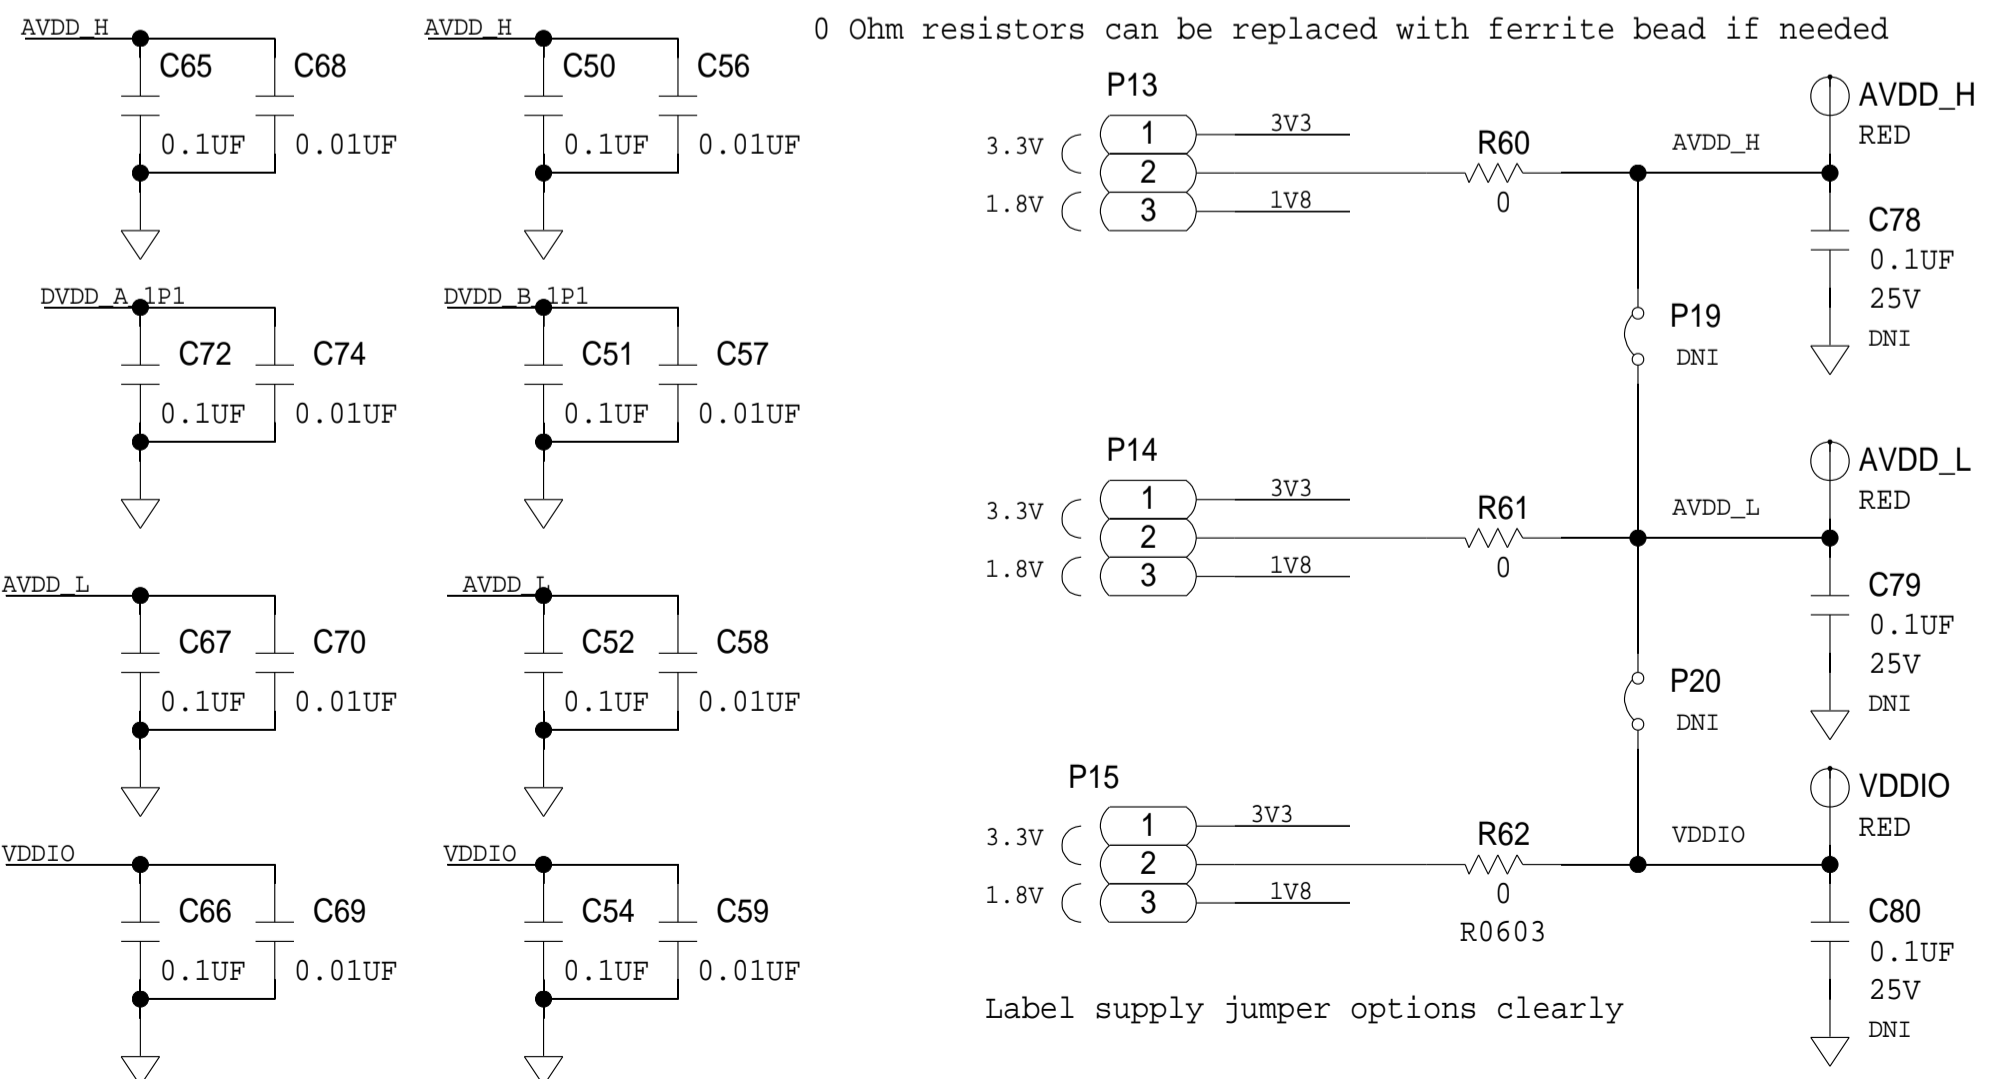 AVDD_H
C65
C68
0.1UF
0.01UF
AVDD_H
C50
C56
0.1UF
0.01UF
DVDD_A_1P1
C72
C74
0.1UF
0.01UF
DVDD_B_1P1
C51
C57
0.1UF
0.01UF
AVDD_L
C67
C70
0.1UF
0.01UF
AVDD_L
C52
C58
0.1UF
0.01UF
VDDIO
C66
C69
0.1UF
0.01UF
VDDIO
C54
C59
0.1UF
0.01UF
0 Ohm resistors can be replaced with ferrite bead if needed
P13
3.3V
1.8V
1
2
3
3V3
1V8
R60
0
AVDD_H
AVDD_H
RED
C78
0.1UF
25V
DNI
P19
DNI
P14
3.3V
1.8V
1
2
3
3V3
1V8
R61
0
AVDD_L
AVDD_L
RED
C79
0.1UF
25V
DNI
P20
DNI
P15
3.3V
1.8V
1
2
3
3V3
1V8
R62
0
R0603
VDDIO
VDDIO
RED
C80
0.1UF
25V
DNI
Label supply jumper options clearly